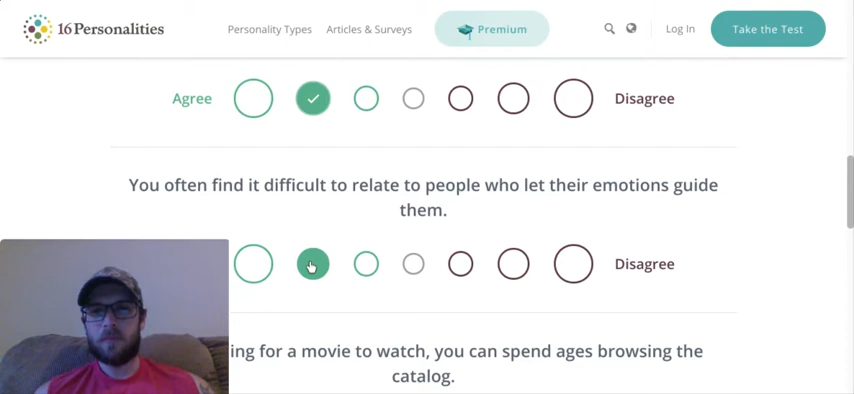 16Personalities
Personality Types
Articles & Surveys
Premium
Log In
Take the Test
Agree
Disagree
You often find it difficult to relate to people who let their emotions guide
them.
Disagree
for a movie to watch, you can spend ages browsing the
catalog.